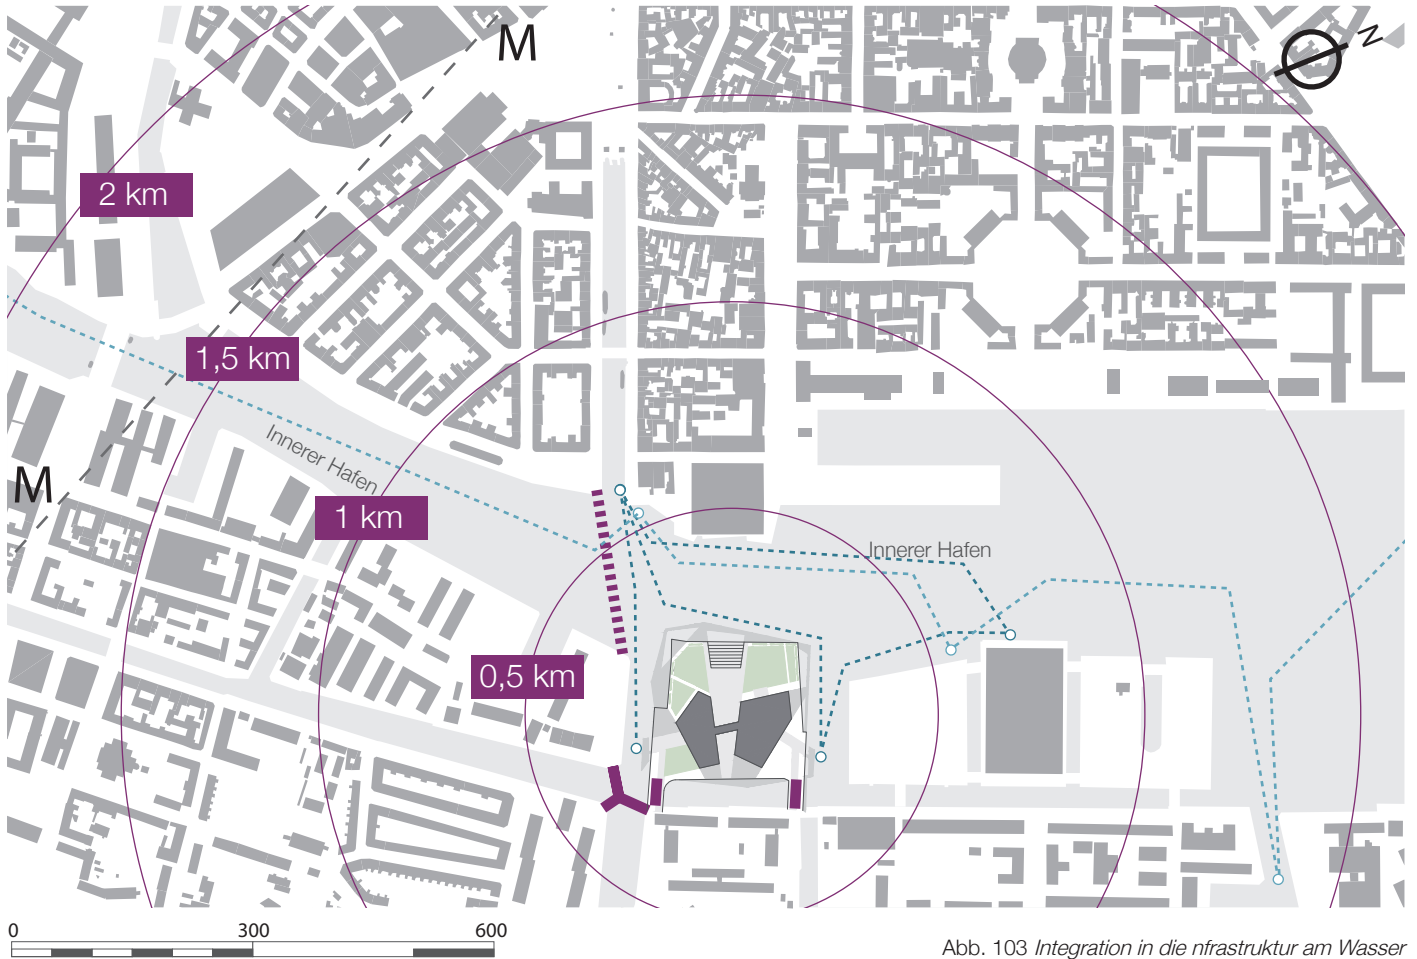 M
N
2 km
1,5 km
Innerer Hafen
M
1 km
Innerer Hafen
0,5 km
0 300 600
Abb. 103 Integration in die nfrastruktur am Wasser